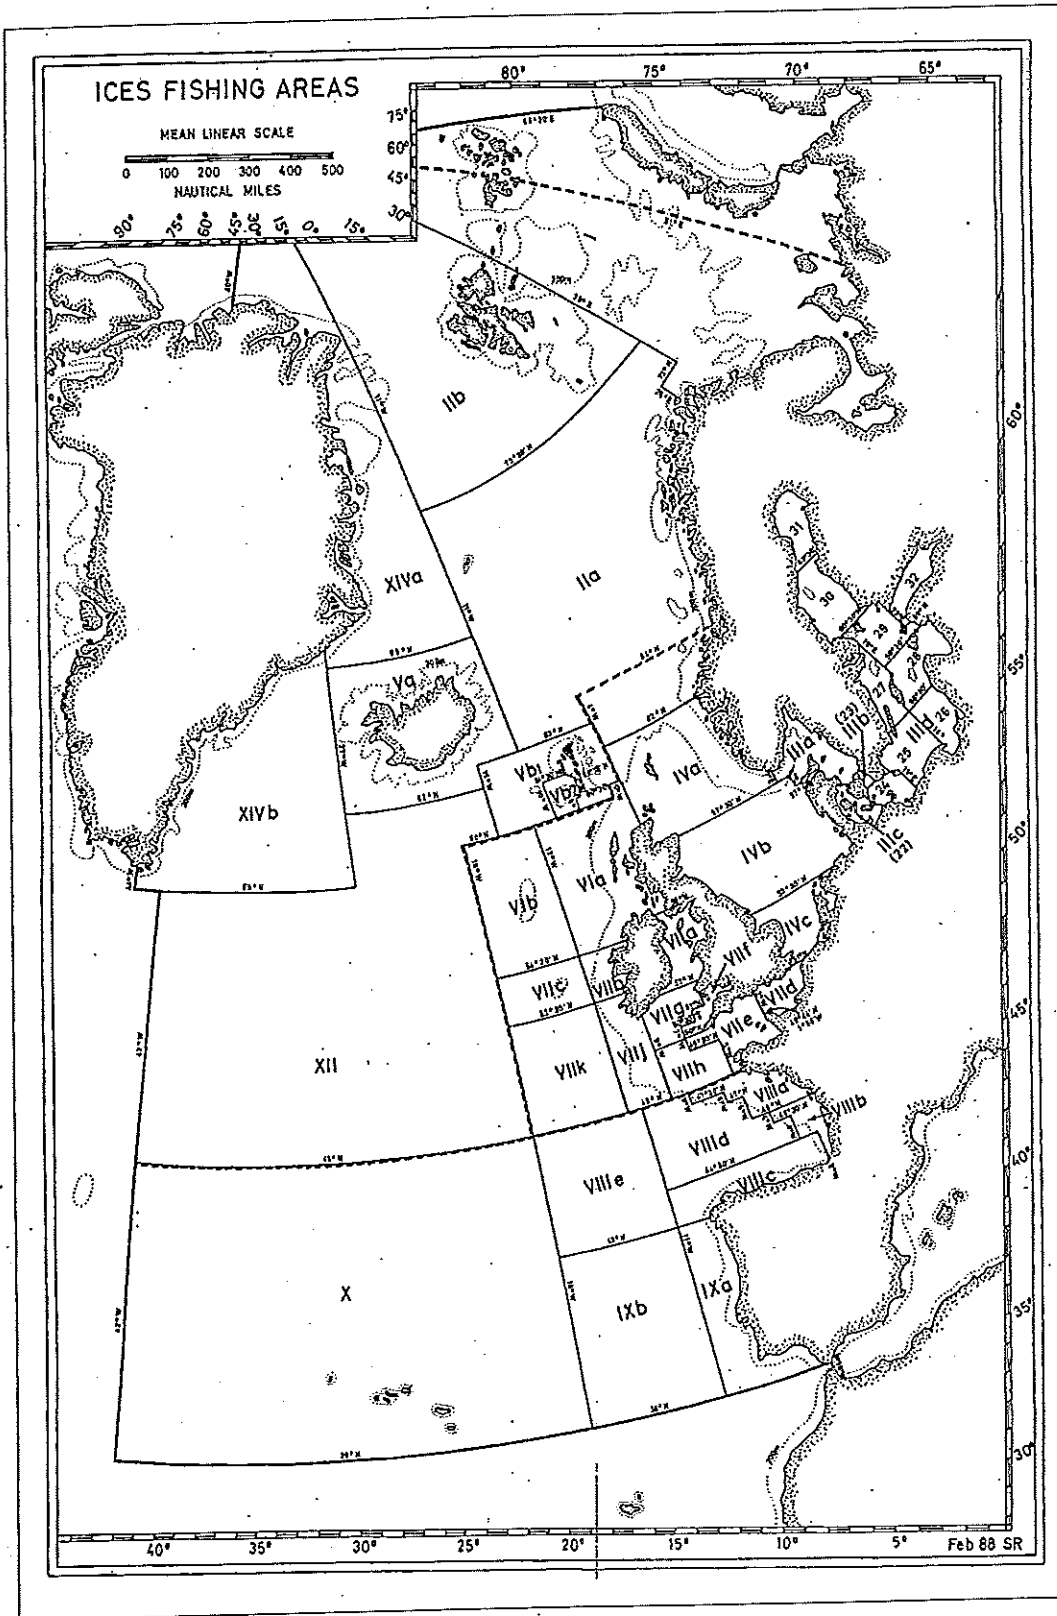 ICES FISHING AREAS
MEAN LINEAR SCALE
0 100 200 300 400 500
NAUTICAL MILES
90° 75° 60° 45° 30° 15° 0° 15°
75°
60°
45°
30°
80° 75° 70° 65°
60°
55°
50°
45°
40°
35°
30°
IIb
XIVa
IIa
31
30
32
29
28
27
26
25
24
Va
Vb1
Vb2
IVa
IIIa
(23)
IIIb
IIId
IIIc
(22)
XIVb
IVb
VIa
VIb
VIIa
IVc
VIIc
VIIb
VIIf
VIId
VIIg
VIIe
XII
VIIk
VIIj
VIIh
VIIIa
VIIIb
VIIId
VIIIe
VIIIc
X
IXb
IXa
40° 35° 30° 25° 20° 15° 10° 5°
Feb 88 SR